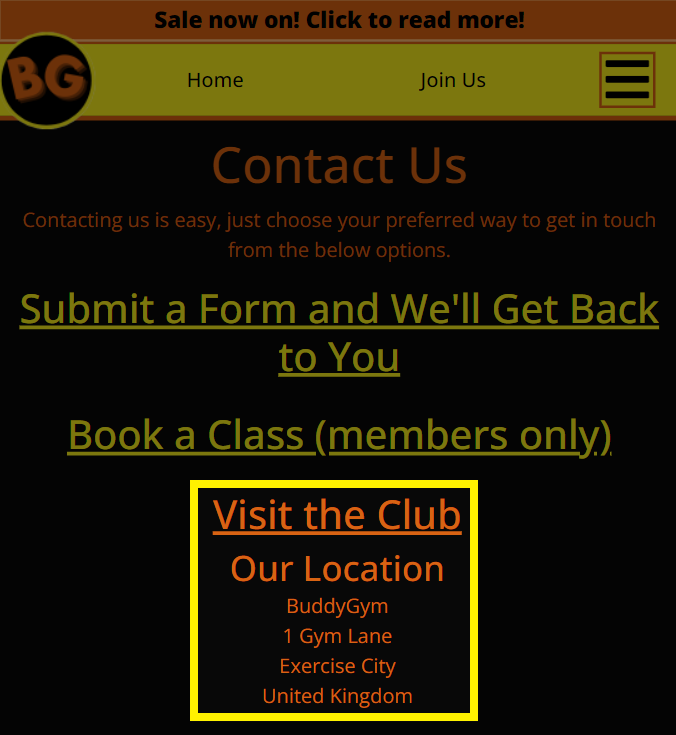 Sale now on! Click to read more!
BG
Home
Join Us
Contact Us
Contacting us is easy, just choose your preferred way to get in touch
from the below options.
Submit a Form and We'll Get Back
to You
Book a Class (members only)
Visit the Club
Our Location
BuddyGym
1 Gym Lane
Exercise City
United Kingdom